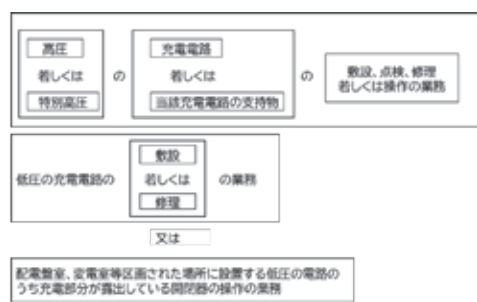 高圧
若しくは
特別高圧
の
充電電路
若しくは
当該充電電路の支持物
の
敷設、点検、修理
若しくは操作の業務
低圧の充電電路の
敷設
若しくは
修理
の業務
又は
配電盤室、変電室等区画された場所に設置する低圧の電路の
うち充電部分が露出している開閉器の操作の業務